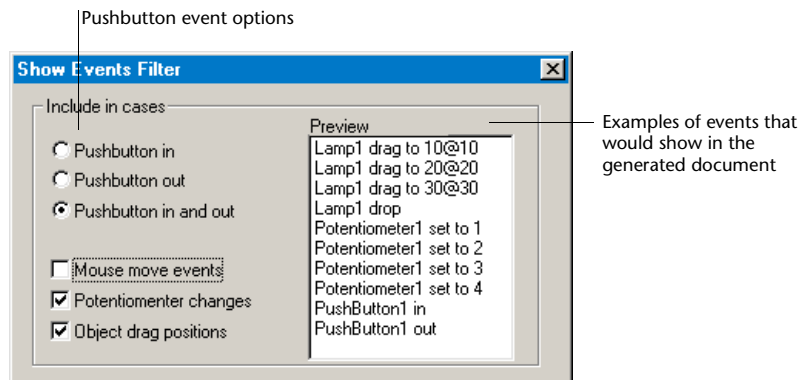 Pushbutton event options
Show Events Filter
Include in cases
Pushbutton in
Pushbutton out
Pushbutton in and out
Mouse move events
Potentiomenter changes
Object drag positions
Preview
Lamp1 drag to 10@10
Lamp1 drag to 20@20
Lamp1 drag to 30@30
Lamp1 drop
Potentiometer1 set to 1
Potentiometer1 set to 2
Potentiometer1 set to 3
Potentiometer1 set to 4
PushButton1 in
PushButton1 out
Examples of events that
would show in the
generated document